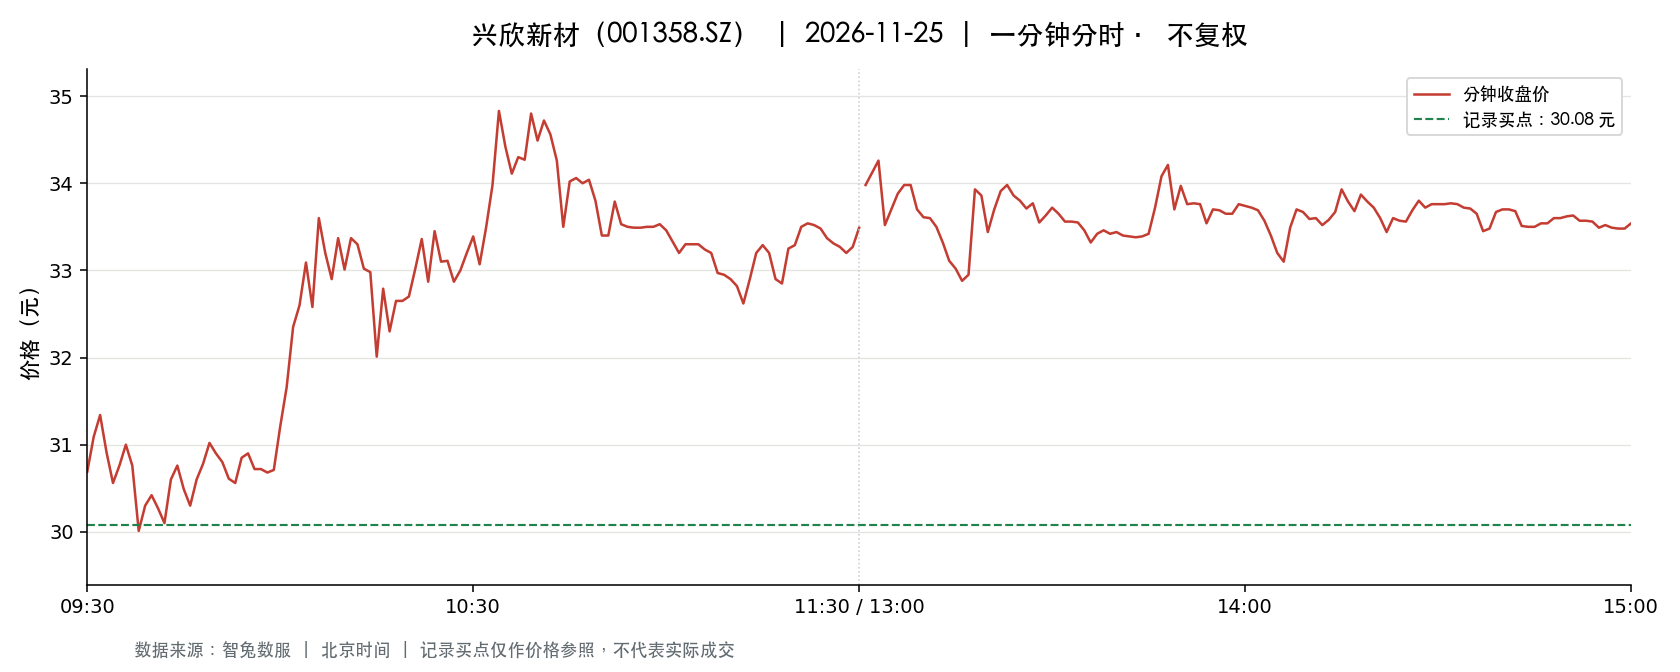 兴欣新材（001358.SZ） | 2026-11-25 | 一分钟分时 · 不复权
分钟收盘价
记录买点：30.08 元
价格（元）
35
34
33
32
31
30
09:30
10:30
11:30 / 13:00
14:00
15:00
数据来源：智兔数服 | 北京时间 | 记录买点仅作价格参照，不代表实际成交